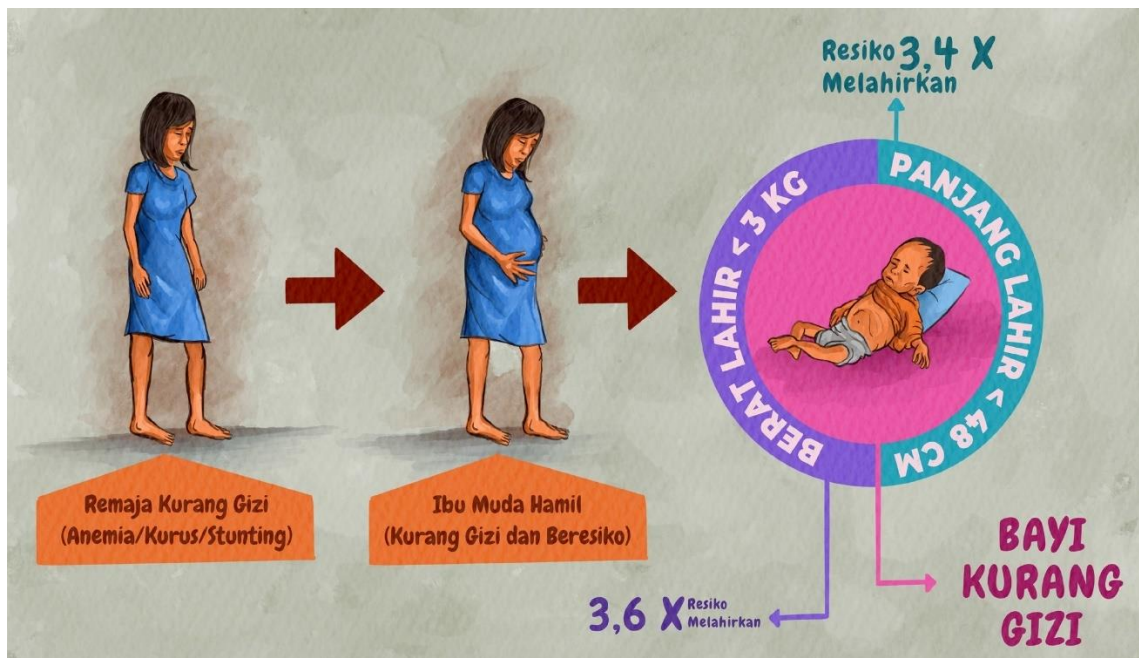 Resiko 3,4 X
Melahirkan
BERAT LAHIR < 3 KG
PANJANG LAHIR < 48 CM
Remaja Kurang Gizi
(Anemia/Kurus/Stunting)
Ibu Muda Hamil
(Kurang Gizi dan Beresiko)
BAYI
KURANG
GIZI
3,6 X Resiko
Melahirkan